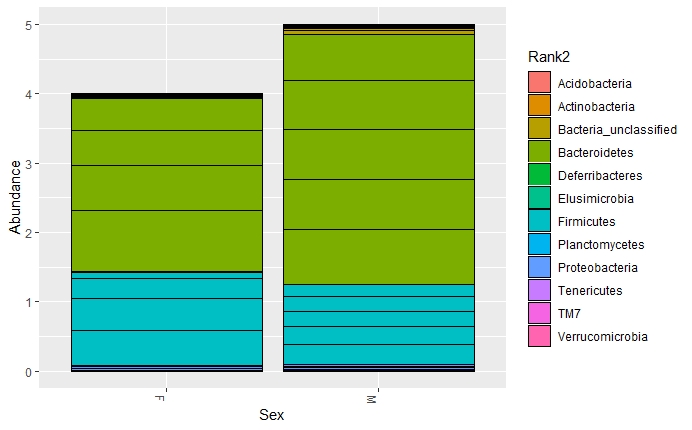 5
4
3
2
1
0
Abundance
F
M
Sex
Rank2
Acidobacteria
Actinobacteria
Bacteria_unclassified
Bacteroidetes
Deferribacteres
Elusimicrobia
Firmicutes
Planctomycetes
Proteobacteria
Tenericutes
TM7
Verrucomicrobia